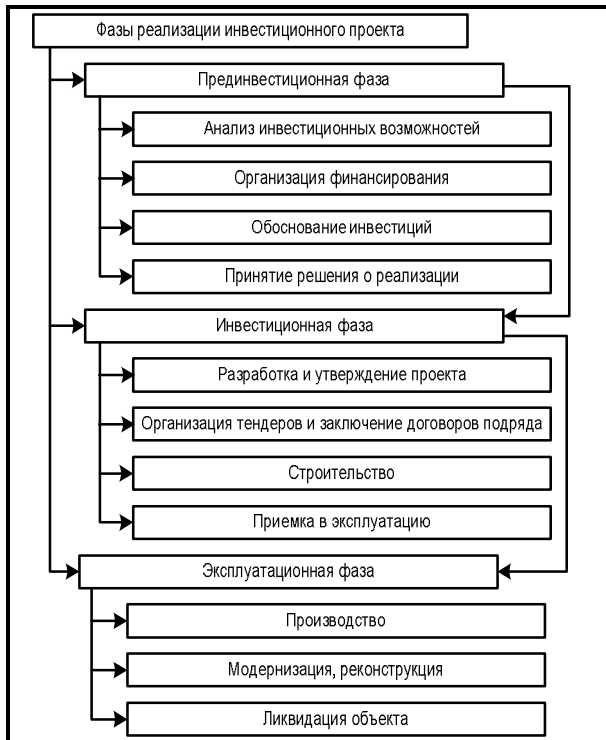 Фазы реализации инвестиционного проекта
Прединвестиционная фаза
Анализ инвестиционных возможностей
Организация финансирования
Обоснование инвестиций
Принятие решения о реализации
Инвестиционная фаза
Разработка и утверждение проекта
Организация тендеров и заключение договоров подряда
Строительство
Приемка в эксплуатацию
Эксплуатационная фаза
Производство
Модернизация, реконструкция
Ликвидация объекта